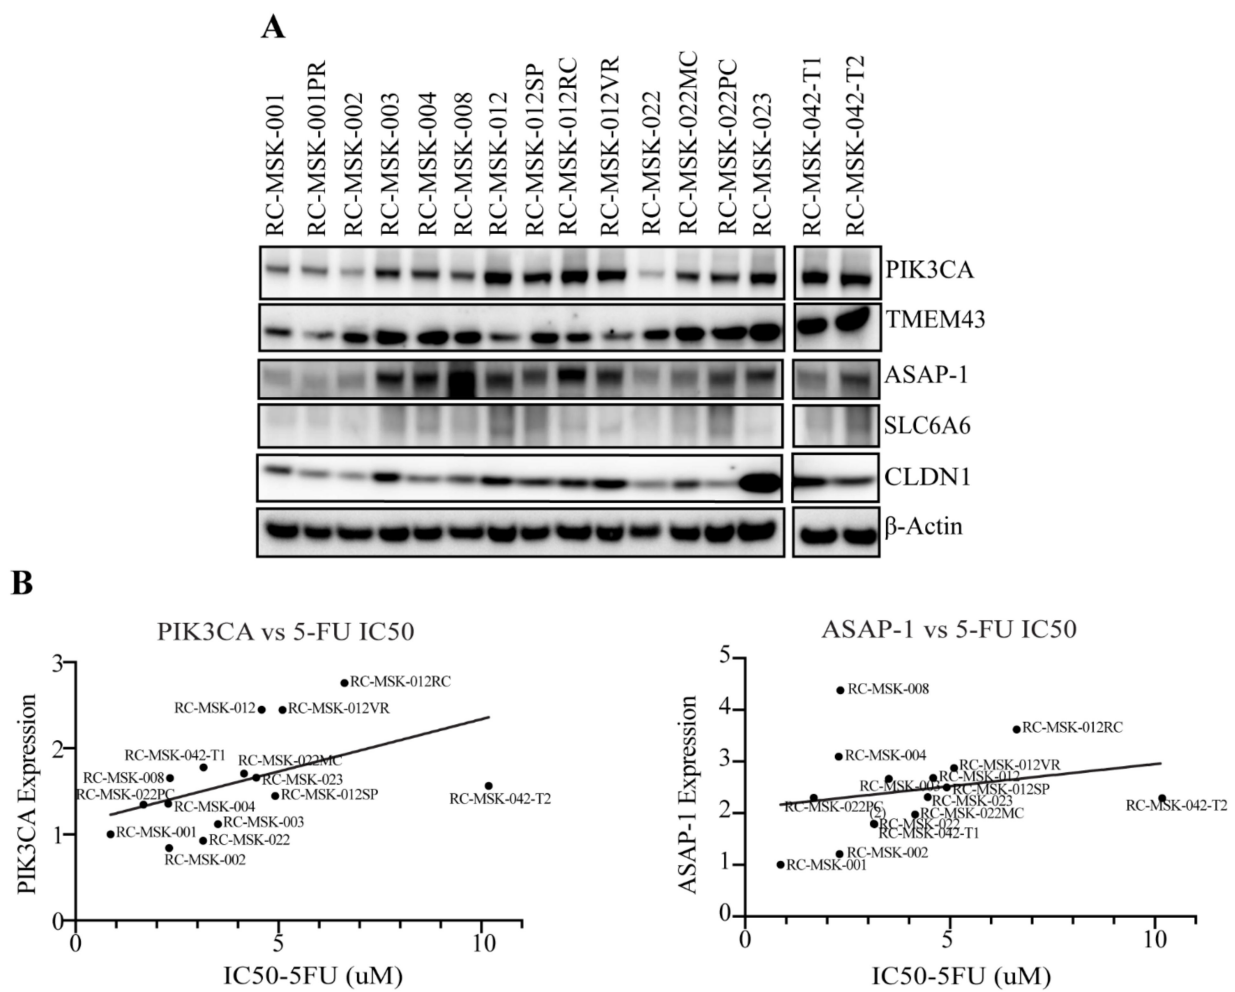 A
RC-MSK-001
RC-MSK-001PR
RC-MSK-002
RC-MSK-003
RC-MSK-004
RC-MSK-008
RC-MSK-012
RC-MSK-012SP
RC-MSK-012RC
RC-MSK-012VR
RC-MSK-022
RC-MSK-022MC
RC-MSK-022PC
RC-MSK-023
RC-MSK-042-T1
RC-MSK-042-T2
PIK3CA
TMEM43
ASAP-1
SLC6A6
CLDN1
β-Actin
B
PIK3CA vs 5-FU IC50
PIK3CA Expression
3
2
1
0
0
5
10
IC50-5FU (uM)
RC-MSK-012RC
RC-MSK-012
RC-MSK-012VR
RC-MSK-042-T1
RC-MSK-022MC
RC-MSK-008
RC-MSK-023
RC-MSK-022PC
RC-MSK-012SP
RC-MSK-042-T2
RC-MSK-004
RC-MSK-003
RC-MSK-001
RC-MSK-022
RC-MSK-002
ASAP-1 vs 5-FU IC50
ASAP-1 Expression
5
4
3
2
1
0
0
5
10
IC50-5FU (uM)
RC-MSK-008
RC-MSK-012RC
RC-MSK-004
RC-MSK-012VR
RC-MSK-012
RC-MSK-003
RC-MSK-012SP
RC-MSK-023
RC-MSK-042-T2
RC-MSK-022PC
(2)
RC-MSK-022MC
RC-MSK-022
RC-MSK-042-T1
RC-MSK-002
RC-MSK-001